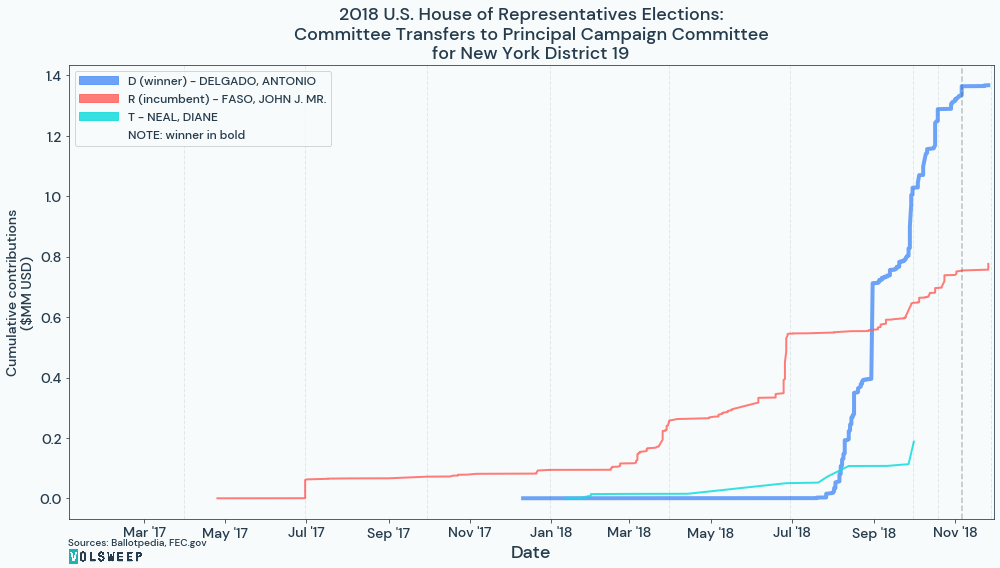 2018 U.S. House of Representatives Elections:
Committee Transfers to Principal Campaign Committee
for New York District 19
D (winner) - DELGADO, ANTONIO
R (incumbent) - FASO, JOHN J. MR.
T - NEAL, DIANE
NOTE: winner in bold
Cumulative contributions
($MM USD)
1.4
1.2
1.0
0.8
0.6
0.4
0.2
0.0
Mar '17
May '17
Jul '17
Sep '17
Nov '17
Jan '18
Mar '18
May '18
Jul '18
Sep '18
Nov '18
Date
Sources: Ballotpedia, FEC.gov
VOLSWEEP